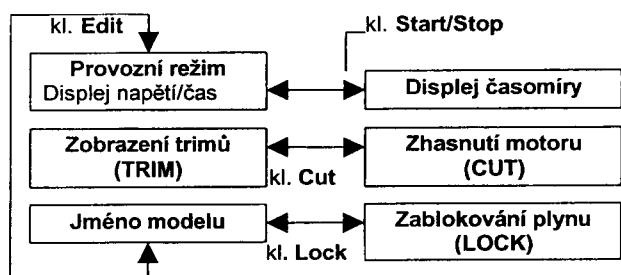 kl. Edit
kl. Start/Stop
Provozní režim
Displej napětí/čas
Displej časomíry
Zobrazení trimů
(TRIM)
Zhasnutí motoru
(CUT)
kl. Cut
Jméno modelu
Zablokování plynu
(LOCK)
kl. Lock